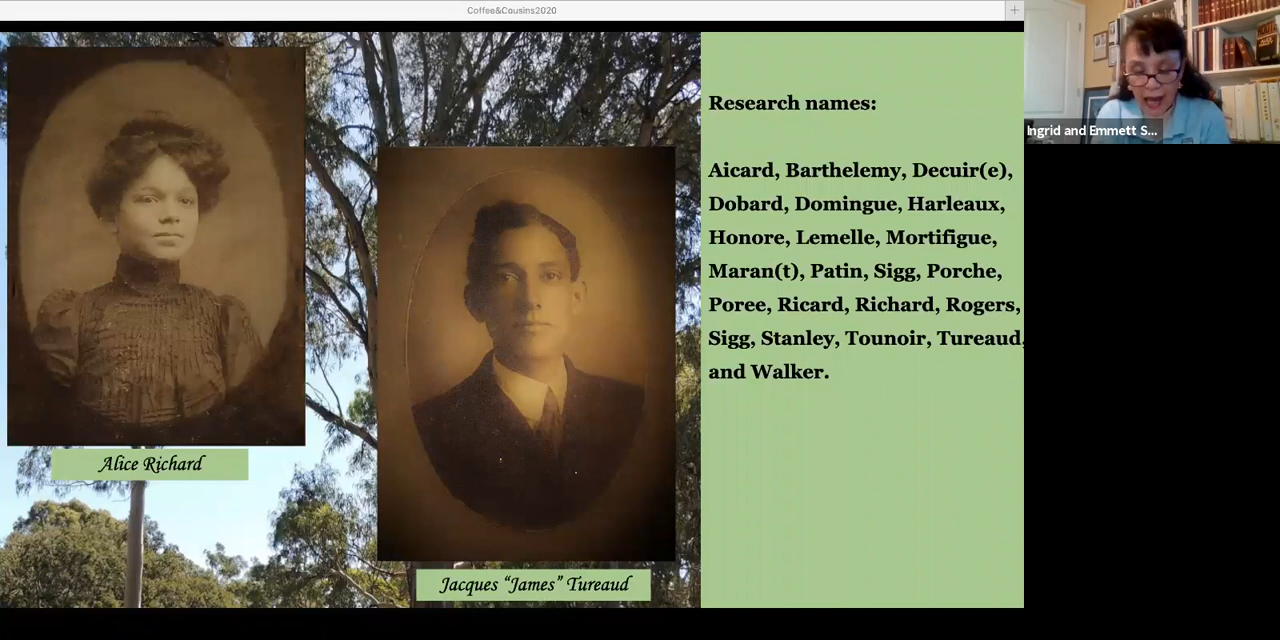 Coffee&Cousins2020
Research names:
Aicard, Barthelemy, Decuir(e),
Dobard, Domingue, Harleaux,
Honore, Lemelle, Mortifigue,
Maran(t), Patin, Sigg, Porche,
Poree, Ricard, Richard, Rogers,
Sigg, Stanley, Tounoir, Tureaud,
and Walker.
Alice Richard
Jacques “James” Tureaud
Ingrid and Emmett S...